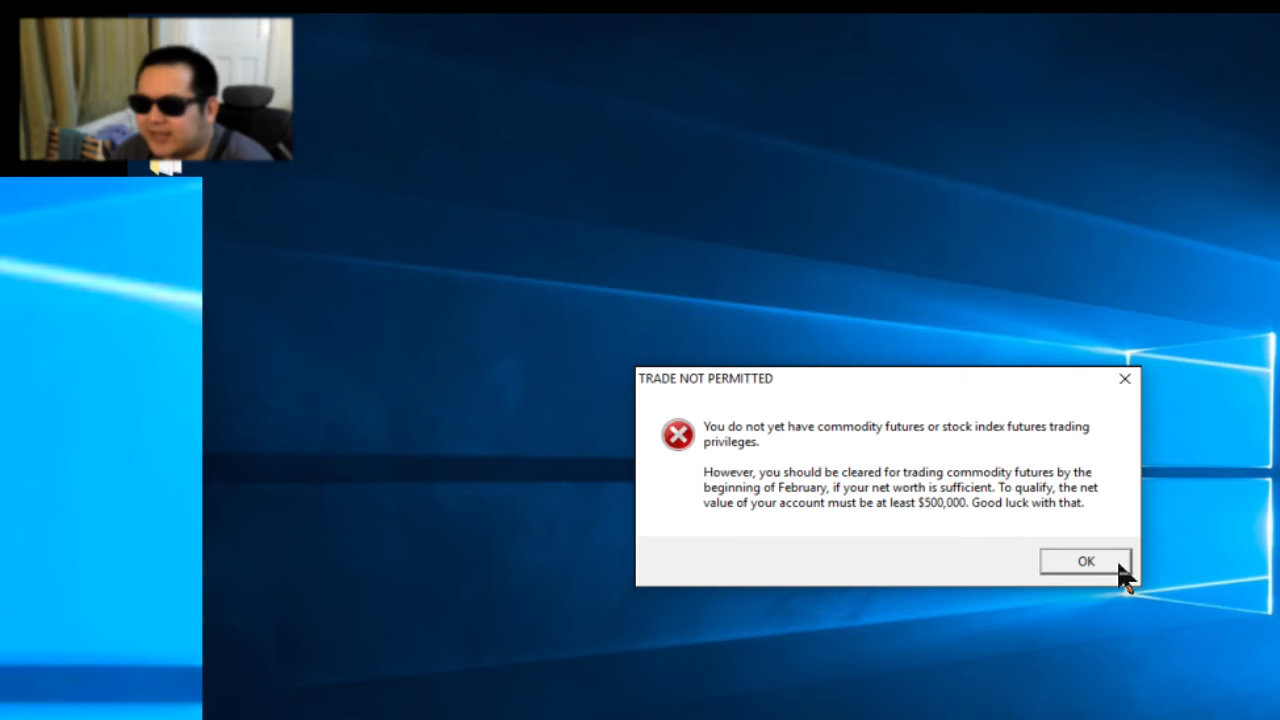 TRADE NOT PERMITTED
You do not yet have commodity futures or stock index futures trading
privileges.
However, you should be cleared for trading commodity futures by the
beginning of February, if your net worth is sufficient. To qualify, the net
value of your account must be at least $500,000. Good luck with that.
OK